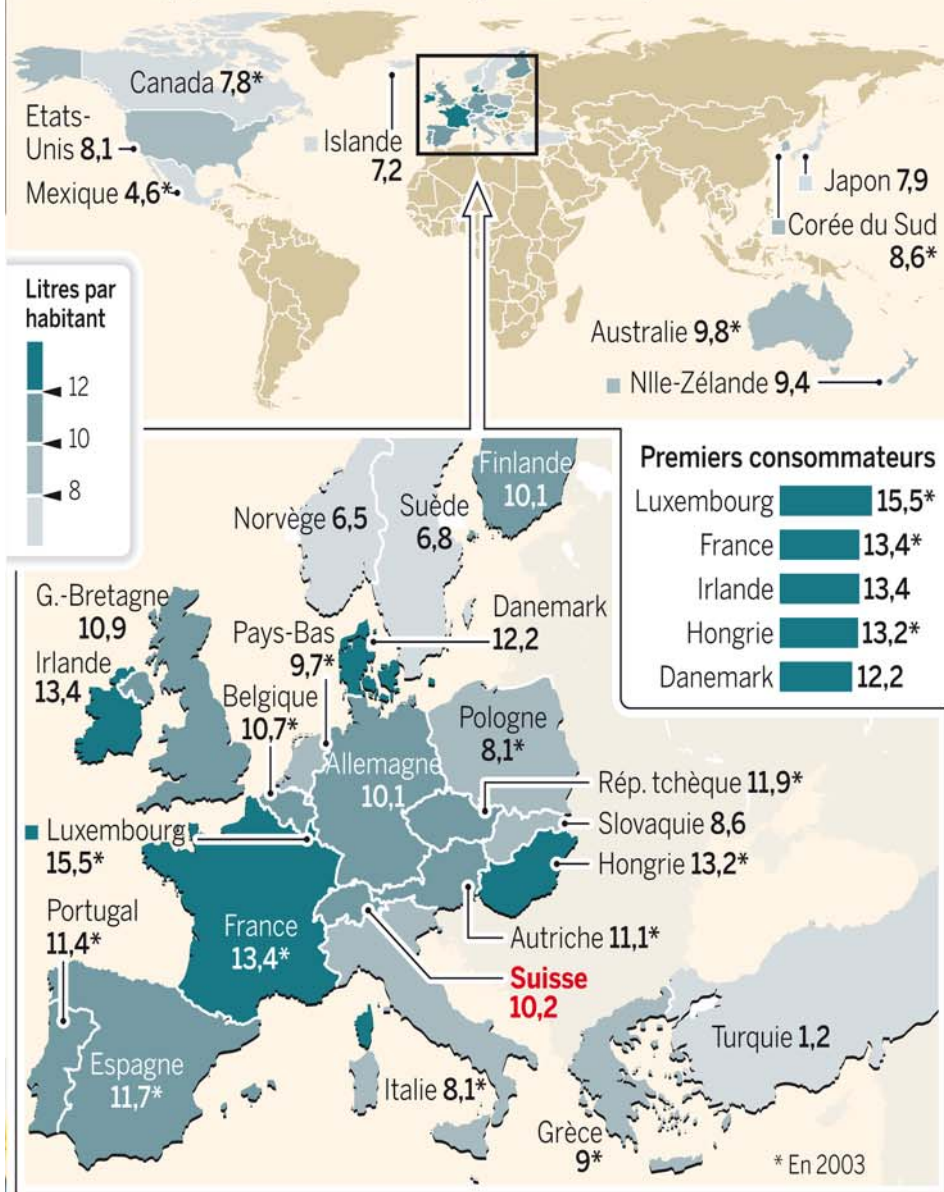 Canada 7,8*
Etats-
Unis 8,1
Mexique 4,6*
Islande
7,2
Japon 7,9
Corée du Sud
8,6*
Australie 9,8*
Nlle-Zélande 9,4
Litres par
habitant
12
10
8
Premiers consommateurs
Luxembourg 15,5*
France 13,4*
Irlande 13,4
Hongrie 13,2*
Danemark 12,2
Finlande
10,1
Norvège 6,5
Suède
6,8
G.-Bretagne
10,9
Irlande
13,4
Pays-Bas
9,7*
Danemark
12,2
Belgique
10,7*
Pologne
8,1*
Allemagne
10,1
Rép. tchèque 11,9*
Slovaquie 8,6
Hongrie 13,2*
Luxembourg
15,5*
Portugal
11,4*
France
13,4*
Autriche 11,1*
Suisse
10,2
Espagne
11,7*
Italie 8,1*
Turquie 1,2
Grèce
9*
* En 2003